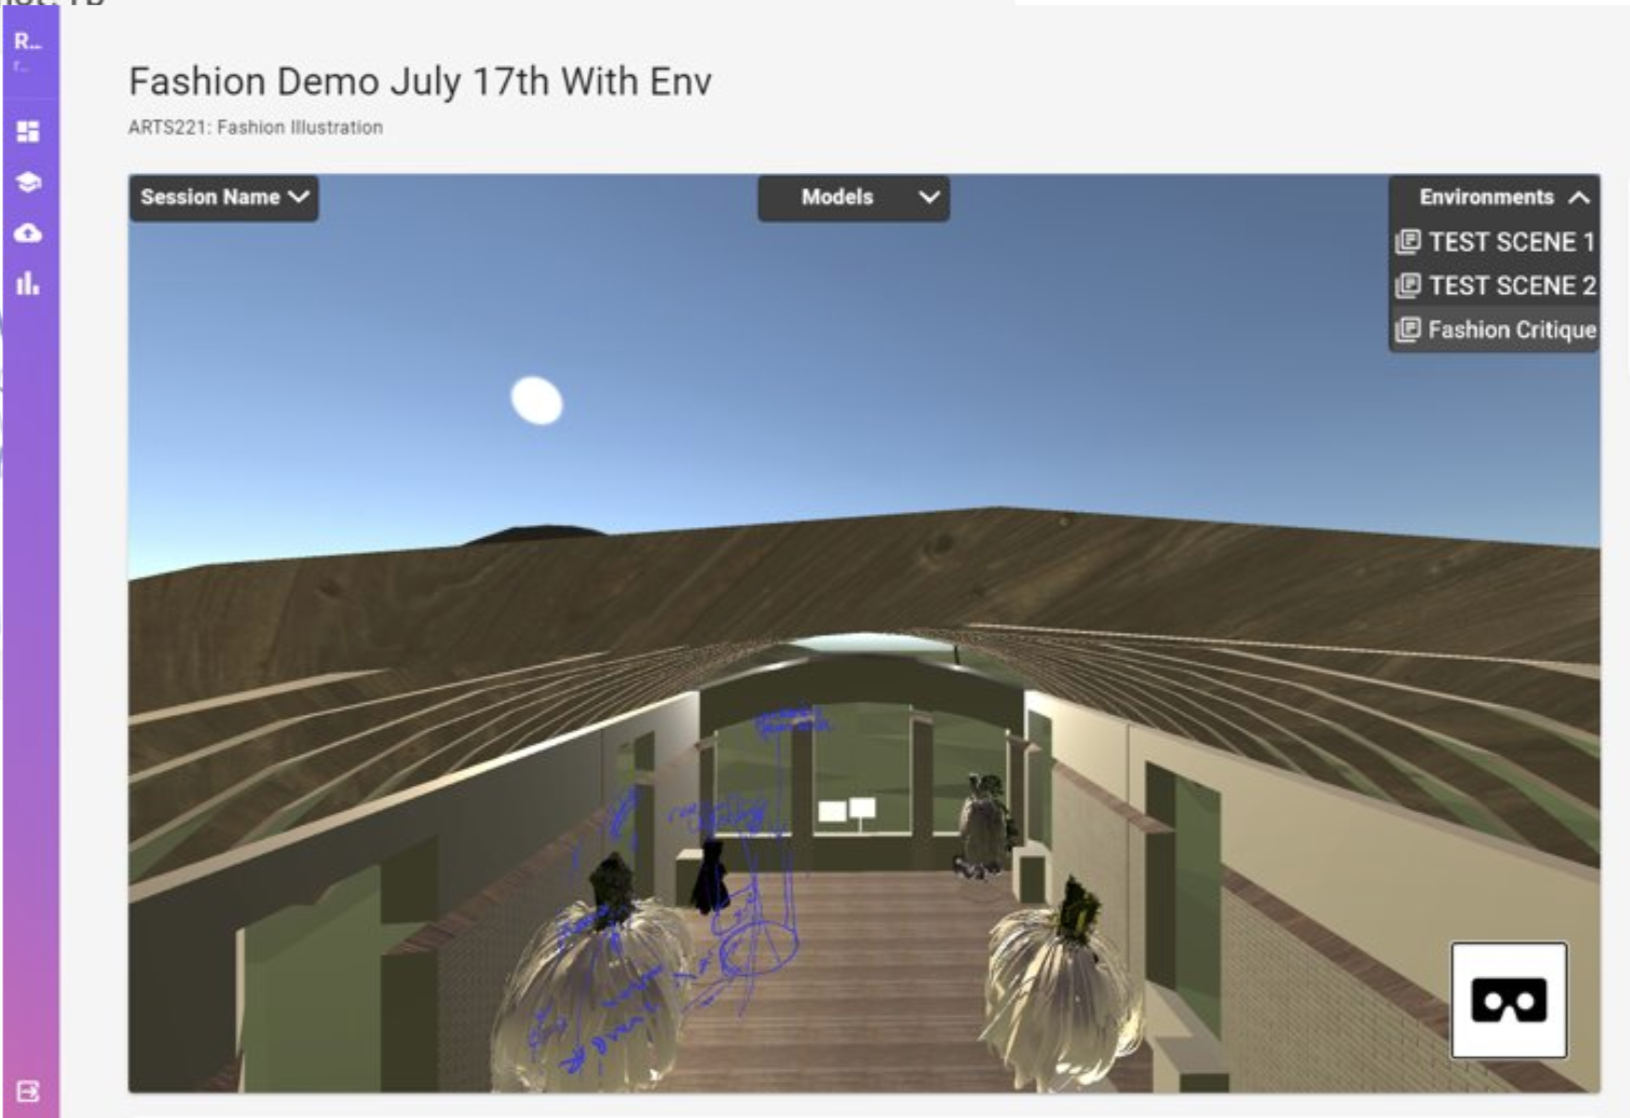 R...
r...
Fashion Demo July 17th With Env
ARTS221: Fashion Illustration
Session Name
Models
Environments
TEST SCENE 1
TEST SCENE 2
Fashion Critique